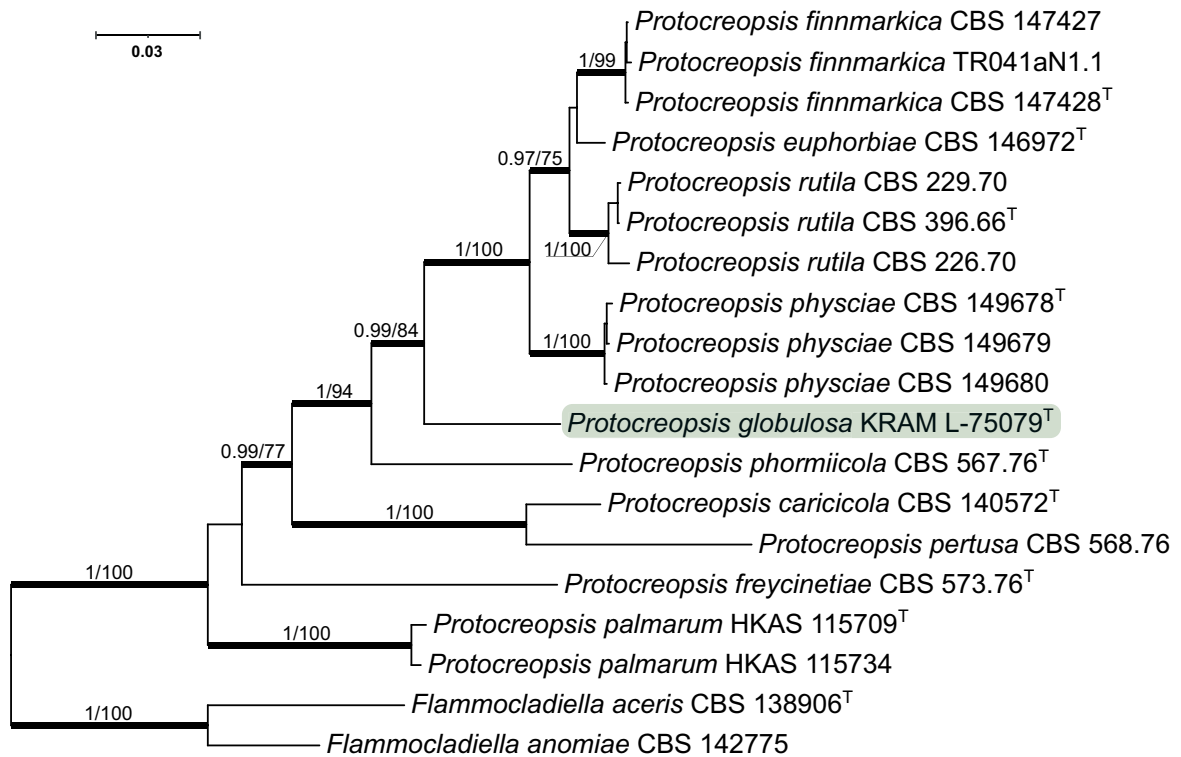 0.03
Protocreopsis finnmarkica CBS 147427
1/99
Protocreopsis finnmarkica TR041aN1.1
Protocreopsis finnmarkica CBS 147428ᵀ
Protocreopsis euphorbiae CBS 146972ᵀ
0.97/75
Protocreopsis rutila CBS 229.70
Protocreopsis rutila CBS 396.66ᵀ
1/100
1/100
Protocreopsis rutila CBS 226.70
Protocreopsis physciae CBS 149678ᵀ
0.99/84
1/100
Protocreopsis physciae CBS 149679
Protocreopsis physciae CBS 149680
1/94
Protocreopsis globulosa KRAM L-75079ᵀ
0.99/77
Protocreopsis phormiicola CBS 567.76ᵀ
Protocreopsis caricicola CBS 140572ᵀ
1/100
Protocreopsis pertusa CBS 568.76
1/100
Protocreopsis freycinetiae CBS 573.76ᵀ
Protocreopsis palmarum HKAS 115709ᵀ
1/100
Protocreopsis palmarum HKAS 115734
Flammocladiella aceris CBS 138906ᵀ
1/100
Flammocladiella anomiae CBS 142775